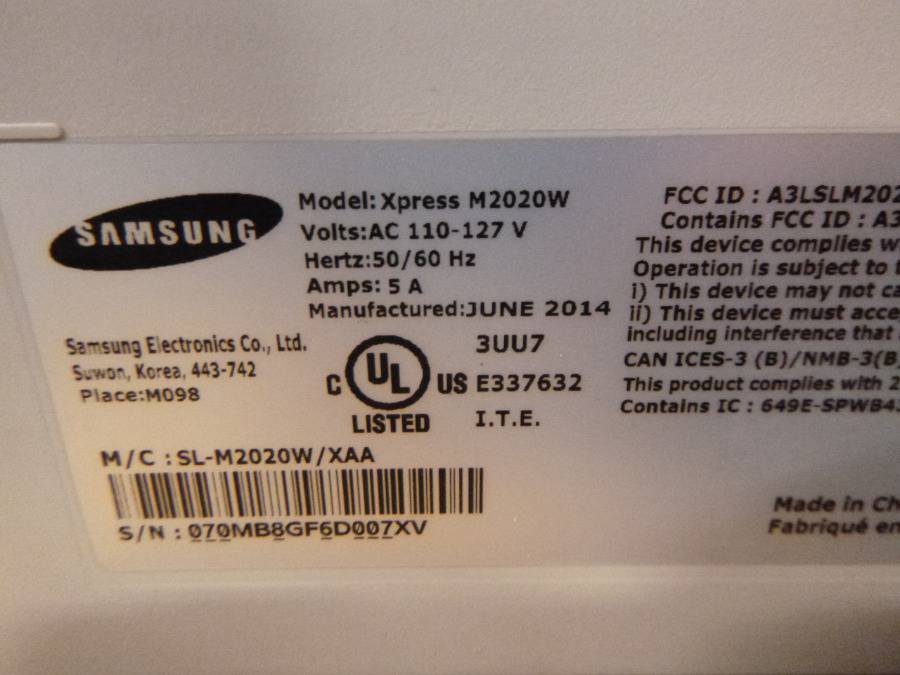 SAMSUNG
Model: Xpress M2020W
Volts:AC 110-127 V
Hertz:50/60 Hz
Amps: 5 A
Manufactured:JUNE 2014
Samsung Electronics Co., Ltd.
Suwon, Korea, 443-742
Place:M098
C UL US
LISTED
3UU7
E337632
I.T.E.
M/C : SL-M2020W/XAA
S/N : 070MB8GF6D007XV
FCC ID : A3LSLM202
Contains FCC ID : A3
This device complies w
Operation is subject to
i) This device may not ca
ii) This device must acce
including interference that
CAN ICES-3 (B)/NMB-3(B)
This product complies with 2
Contains IC : 649E-SPWB4
Made in Ch
Fabriqué en